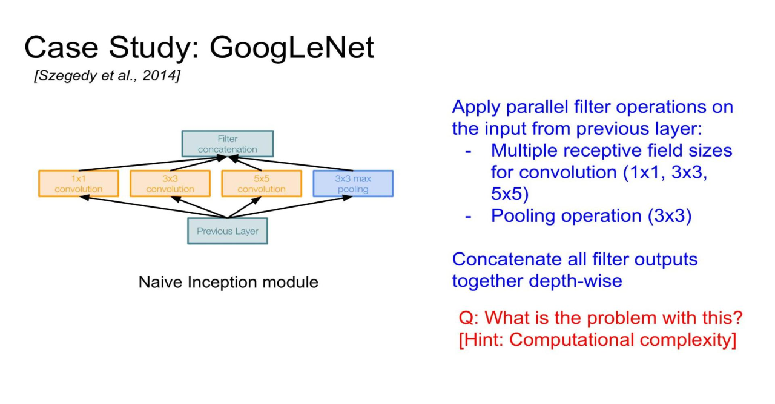 Case Study: GoogLeNet
[Szegedy et al., 2014]
Filter
concatenation
1x1
convolution
3x3
convolution
5x5
convolution
3x3 max
pooling
Previous Layer
Naive Inception module
Apply parallel filter operations on
the input from previous layer:
- Multiple receptive field sizes
for convolution (1x1, 3x3,
5x5)
- Pooling operation (3x3)
Concatenate all filter outputs
together depth-wise
Q: What is the problem with this?
[Hint: Computational complexity]